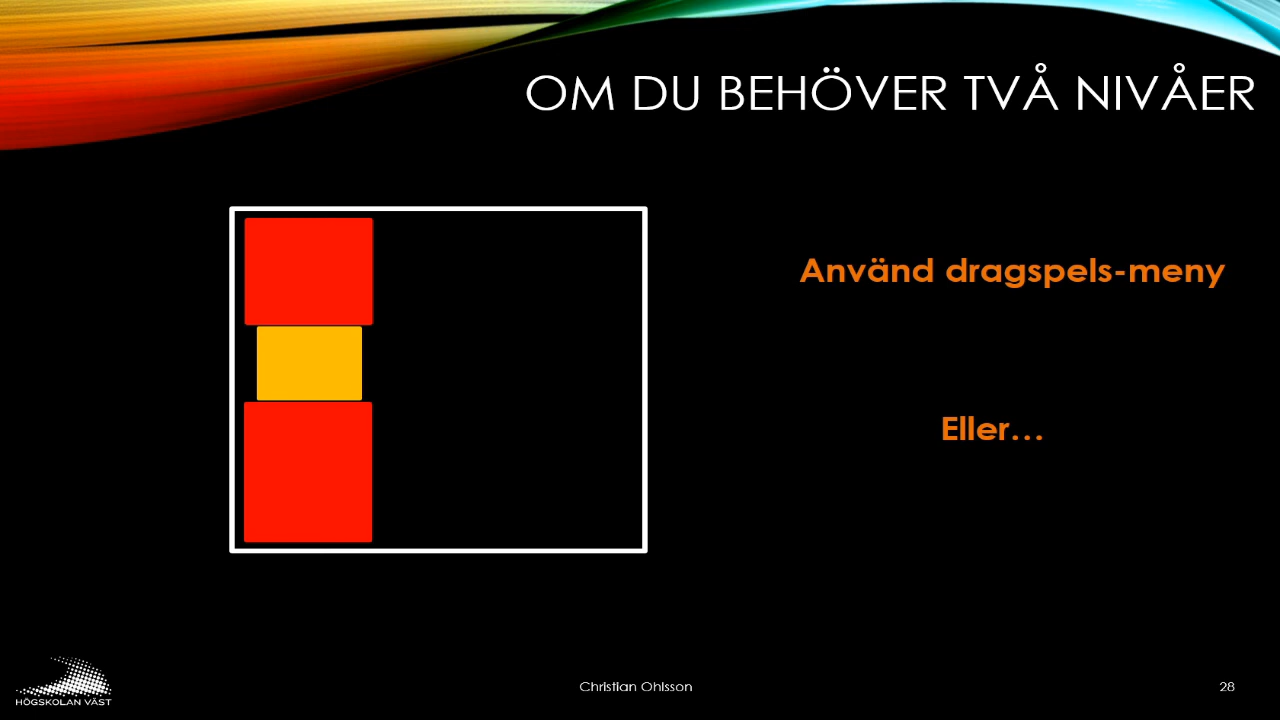 OM DU BEHÖVER TVÅ NIVÅER
Använd dragspels-meny
Eller...
HÖGSKOLAN VÄST
Christian Ohlsson
28